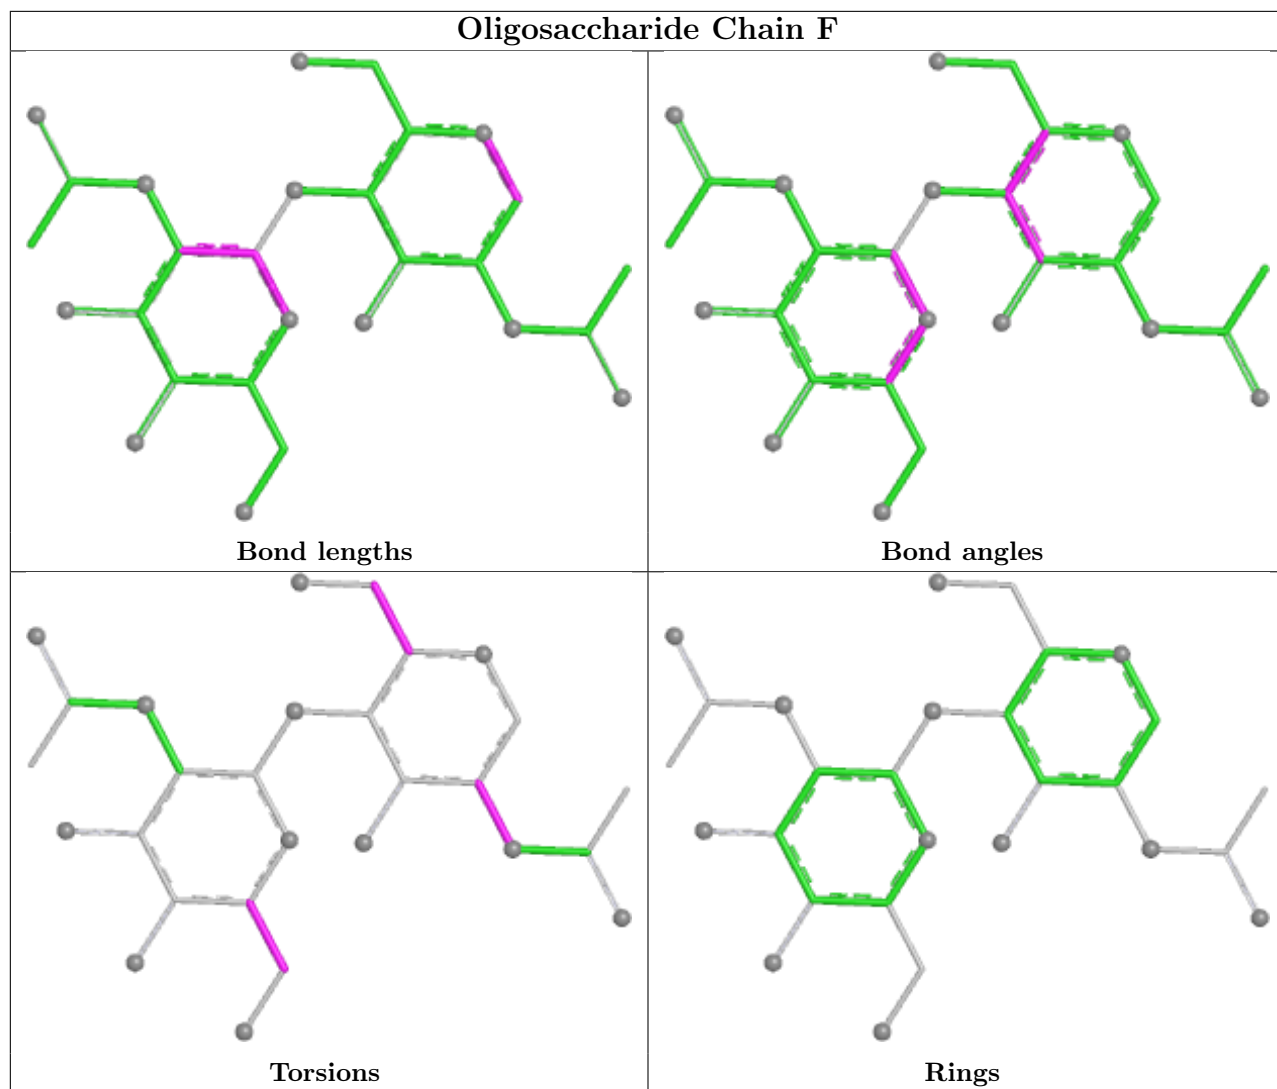 Oligosaccharide Chain F
Bond lengths
Bond angles
Torsions
Rings